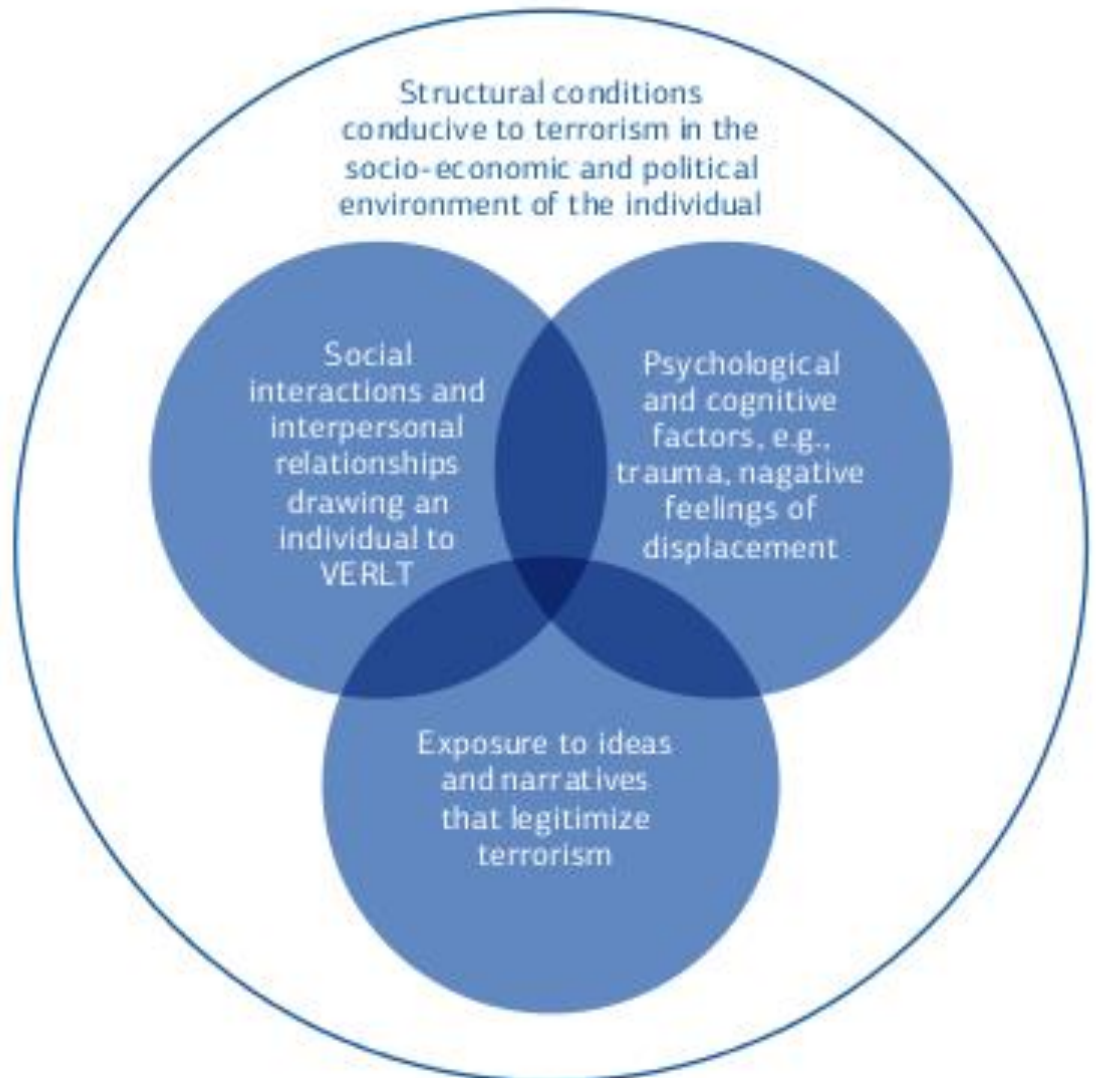 Structural conditions
conducive to terrorism in the
socio-economic and political
environment of the individual
Social
interactions and
interpersonal
relationships
drawing an
individual to
VERLT
Psychological
and cognitive
factors, e.g.,
trauma, nagative
feelings of
displacement
Exposure to ideas
and narratives
that legitimize
terrorism